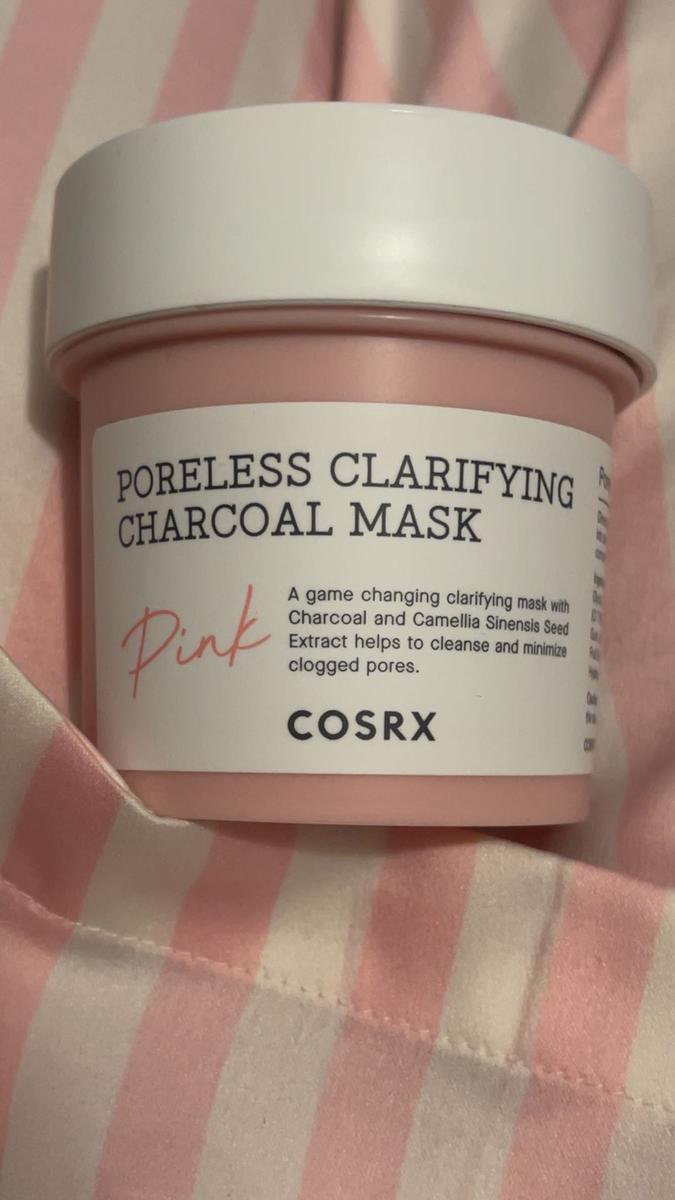 PORELESS CLARIFYING
CHARCOAL MASK
Pink
A game changing clarifying mask with
Charcoal and Camellia Sinensis Seed
Extract helps to cleanse and minimize
clogged pores.
COSRX